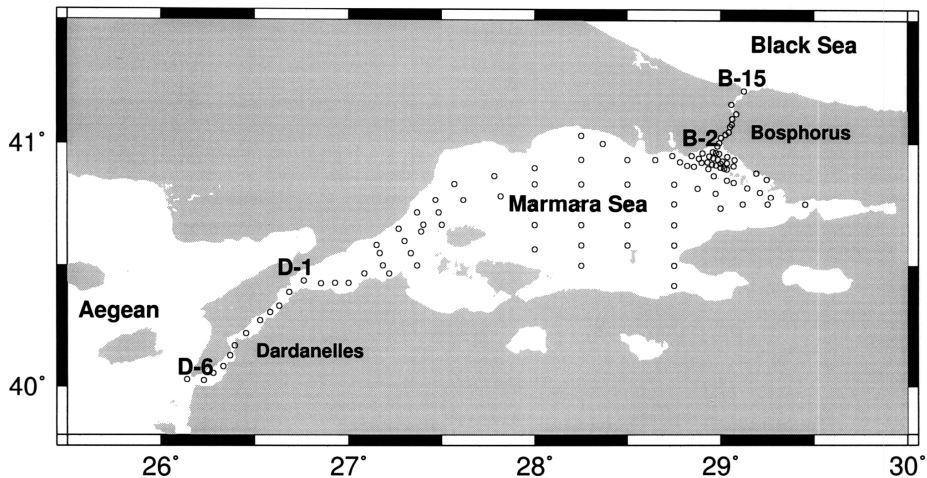 Black Sea
B-15
41°
B-2
Bosphorus
Marmara Sea
D-1
Aegean
Dardanelles
D-6
40°
26°
27°
28°
29°
30°